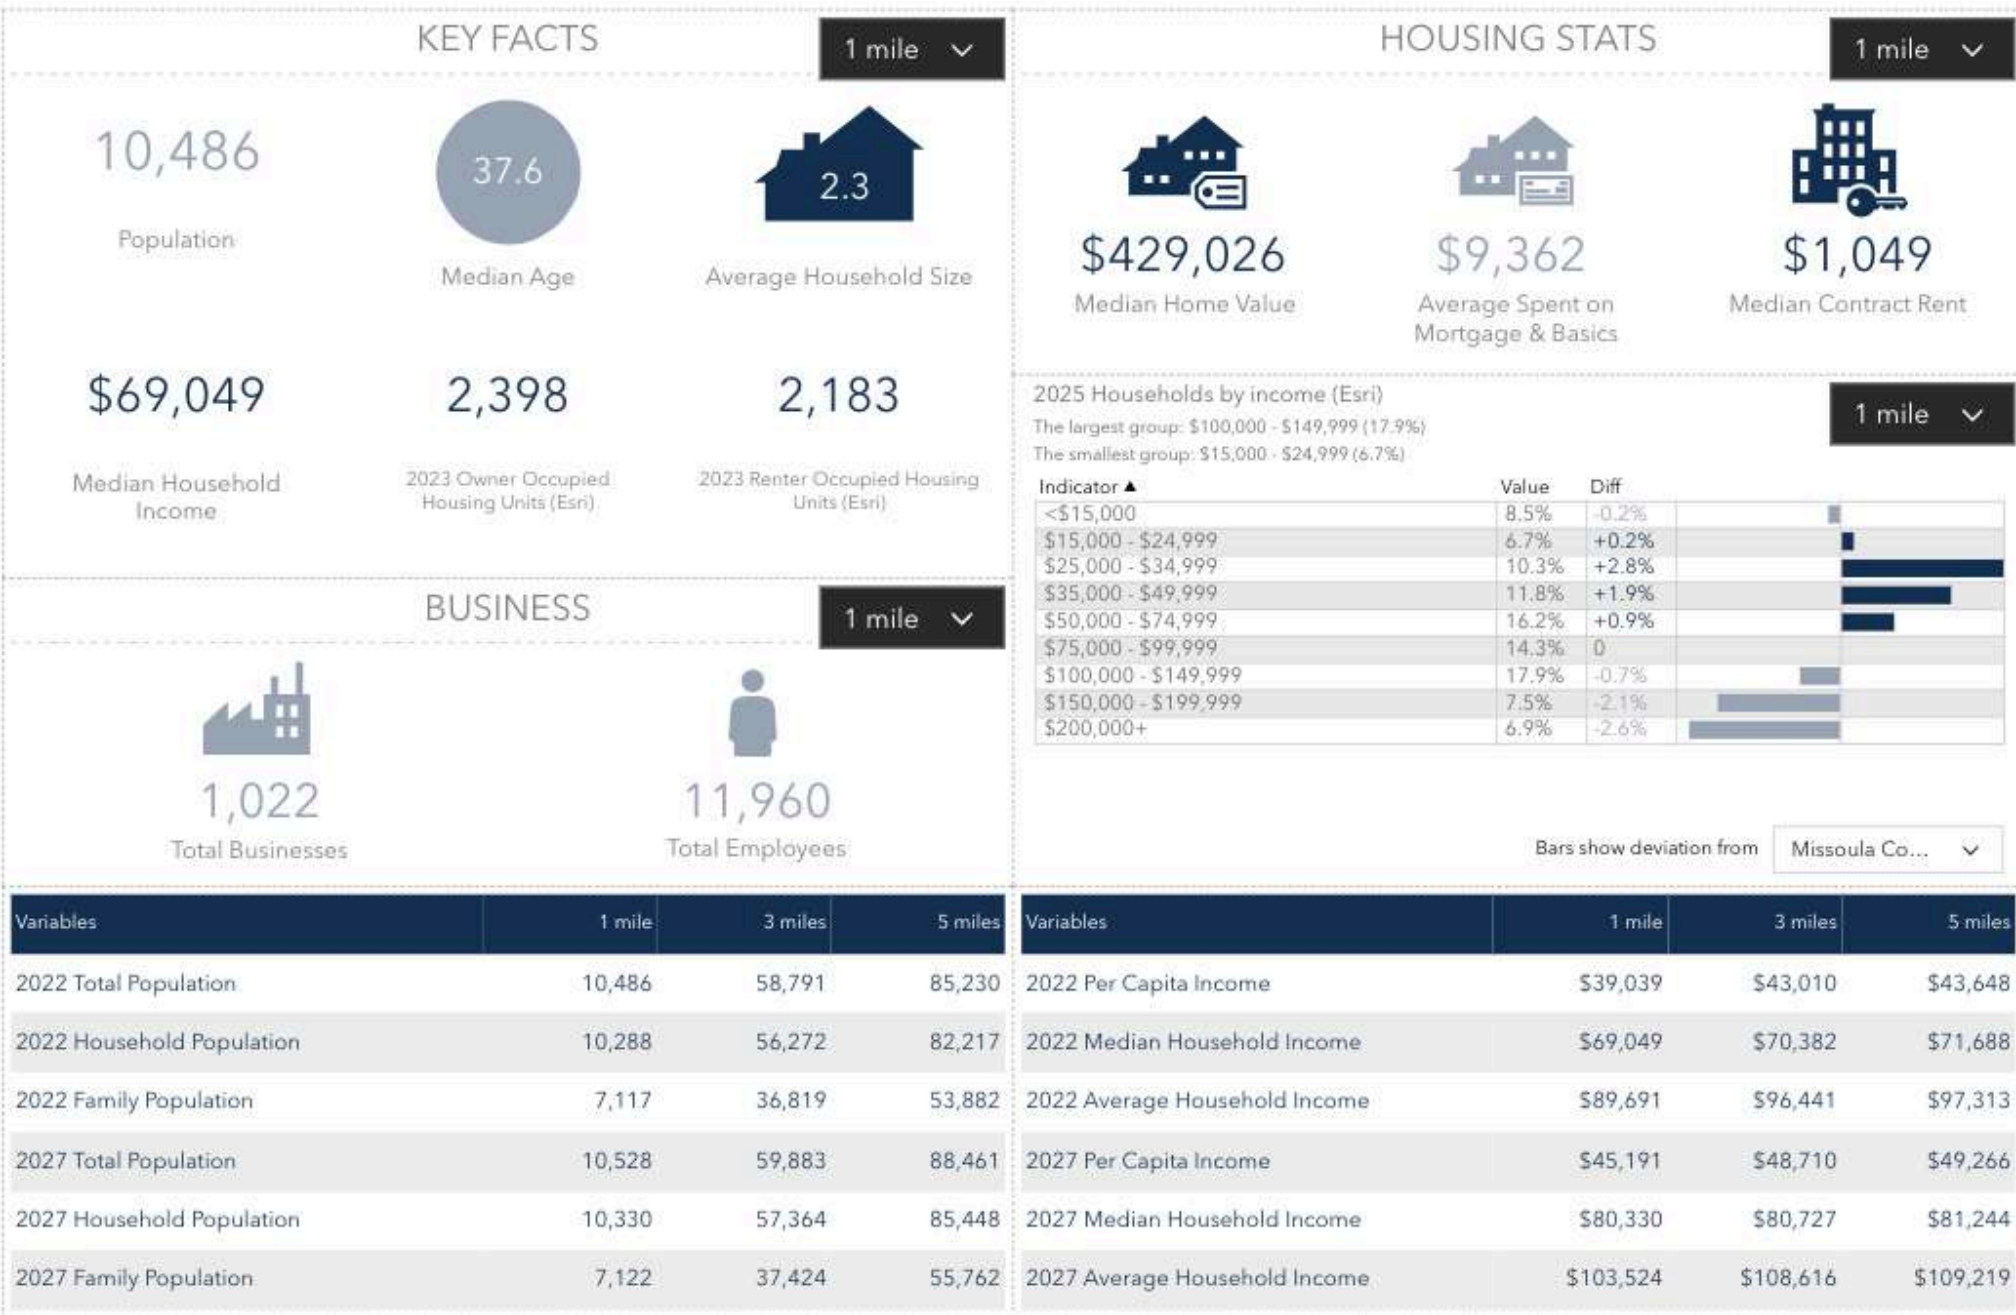 KEY FACTS
1 mile
10,486
Population
37.6
Median Age
2.3
Average Household Size
$69,049
Median Household
Income
2,398
2023 Owner Occupied
Housing Units (Esri)
2,183
2023 Renter Occupied Housing
Units (Esri)
HOUSING STATS
1 mile
$429,026
Median Home Value
$9,362
Average Spent on
Mortgage & Basics
$1,049
Median Contract Rent
2025 Households by income (Esri)
The largest group: $100,000 - $149,999 (17.9%)
The smallest group: $15,000 - $24,999 (6.7%)
1 mile
Indicator ▲ Value Diff
<$15,000 8.5% -0.2%
$15,000 - $24,999 6.7% +0.2%
$25,000 - $34,999 10.3% +2.8%
$35,000 - $49,999 11.8% +1.9%
$50,000 - $74,999 16.2% +0.9%
$75,000 - $99,999 14.3% 0
$100,000 - $149,999 17.9% -0.7%
$150,000 - $199,999 7.5% -2.1%
$200,000+ 6.9% -2.6%
Bars show deviation from Missoula Co...
BUSINESS
1 mile
1,022
Total Businesses
11,960
Total Employees
Variables 1 mile 3 miles 5 miles
2022 Total Population 10,486 58,791 85,230
2022 Household Population 10,288 56,272 82,217
2022 Family Population 7,117 36,819 53,882
2027 Total Population 10,528 59,883 88,461
2027 Household Population 10,330 57,364 85,448
2027 Family Population 7,122 37,424 55,762
Variables 1 mile 3 miles 5 miles
2022 Per Capita Income $39,039 $43,010 $43,648
2022 Median Household Income $69,049 $70,382 $71,688
2022 Average Household Income $89,691 $96,441 $97,313
2027 Per Capita Income $45,191 $48,710 $49,266
2027 Median Household Income $80,330 $80,727 $81,244
2027 Average Household Income $103,524 $108,616 $109,219